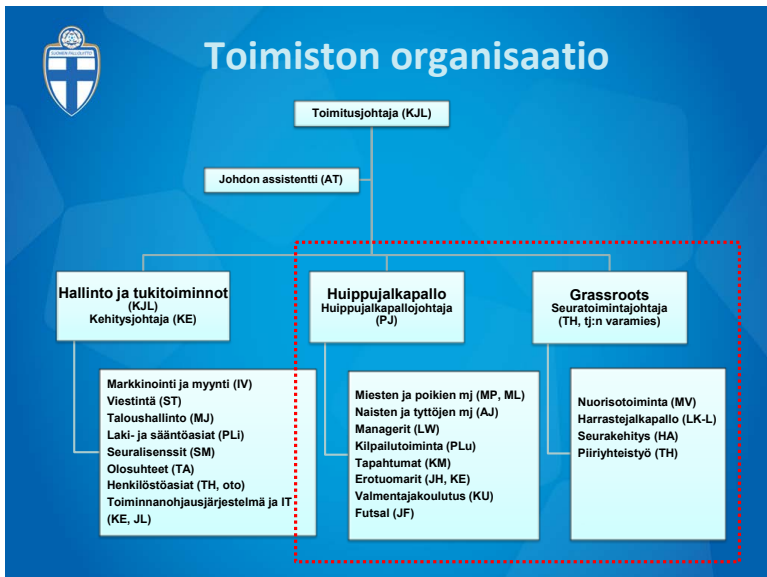 SUOMEN PALLOLIITTO
Toimiston organisaatio
Toimitusjohtaja (KJL)
Johdon assistentti (AT)
Hallinto ja tukitoiminnot
(KJL)
Kehitysjohtaja (KE)
Huippujalkapallo
Huippujalkapallojohtaja
(PJ)
Grassroots
Seuratoimintajohtaja
(TH, tj:n varamies)
Markkinointi ja myynti (IV)
Viestintä (ST)
Taloushallinto (MJ)
Laki- ja sääntöasiat (PLi)
Seuralisenssit (SM)
Olosuhteet (TA)
Henkilöstöasiat (TH, oto)
Toiminnanohjausjärjestelmä ja IT
(KE, JL)
Miesten ja poikien mj (MP, ML)
Naisten ja tyttöjen mj (AJ)
Managerit (LW)
Kilpailutoiminta (PLu)
Tapahtumat (KM)
Erotuomarit (JH, KE)
Valmentajakoulutus (KU)
Futsal (JF)
Nuorisotoiminta (MV)
Harrastejalkapallo (LK-L)
Seurakehitys (HA)
Piiriyhteistyö (TH)